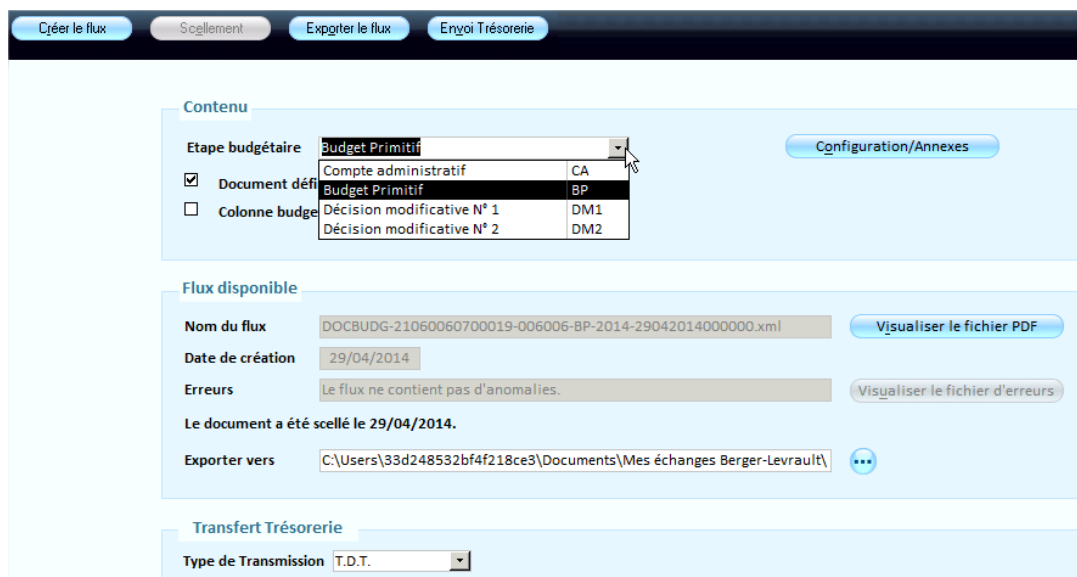 Créer le flux Scellement Exporter le flux Envoi Trésorerie
Contenu
Etape budgétaire Budget Primitif Configuration/Annexes
Compte administratif CA
Document défi Budget Primitif BP
Colonne budge Décision modificative N° 1 DM1
Décision modificative N° 2 DM2
Flux disponible
Nom du flux DOCBUDG-21060060700019-006006-BP-2014-29042014000000.xml Visualiser le fichier PDF
Date de création 29/04/2014
Erreurs Le flux ne contient pas d'anomalies. Visualiser le fichier d'erreurs
Le document a été scellé le 29/04/2014.
Exporter vers C:\Users\33d248532bf4f218ce3\Documents\Mes échanges Berger-Levrault\ ...
Transfert Trésorerie
Type de Transmission T.D.T.